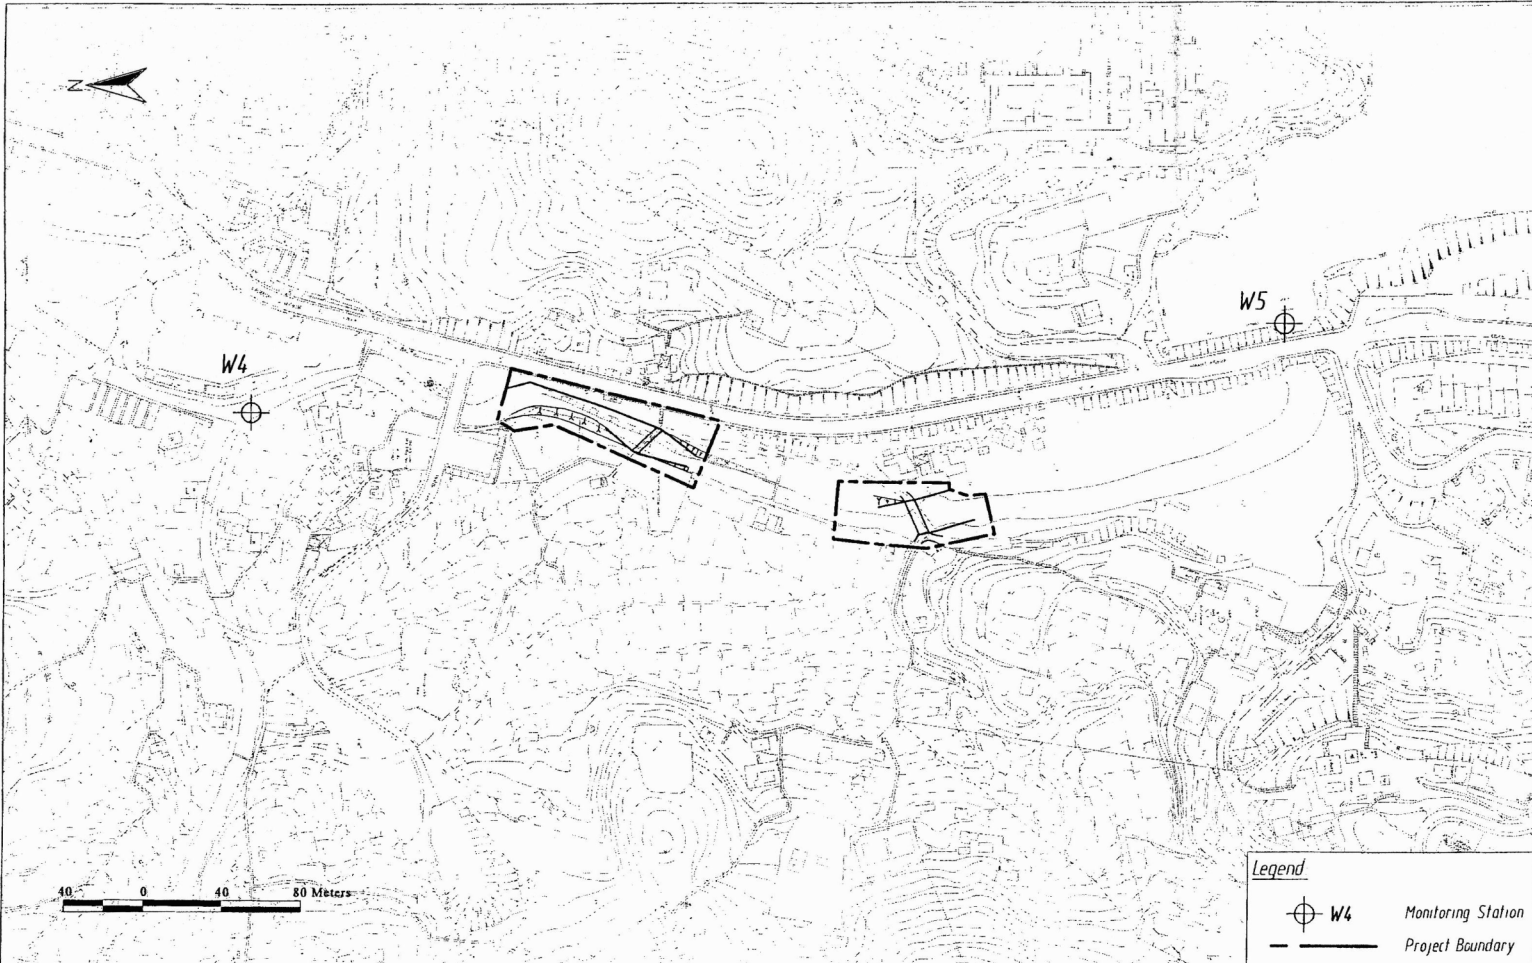 N
W5
W4
40 0 40 80 Meters
Legend
W4 Monitoring Station
Project Boundary